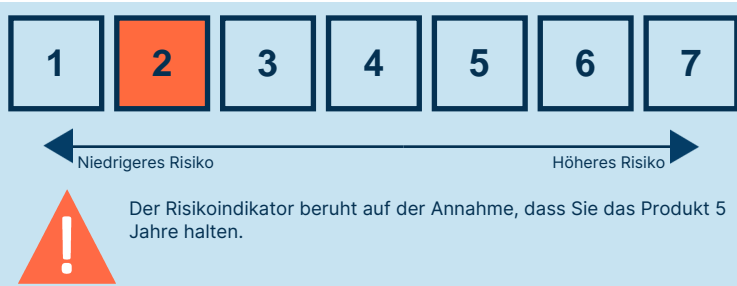 1 2 3 4 5 6 7
Niedrigeres Risiko Höheres Risiko
!
Der Risikoindikator beruht auf der Annahme, dass Sie das Produkt 5
Jahre halten.